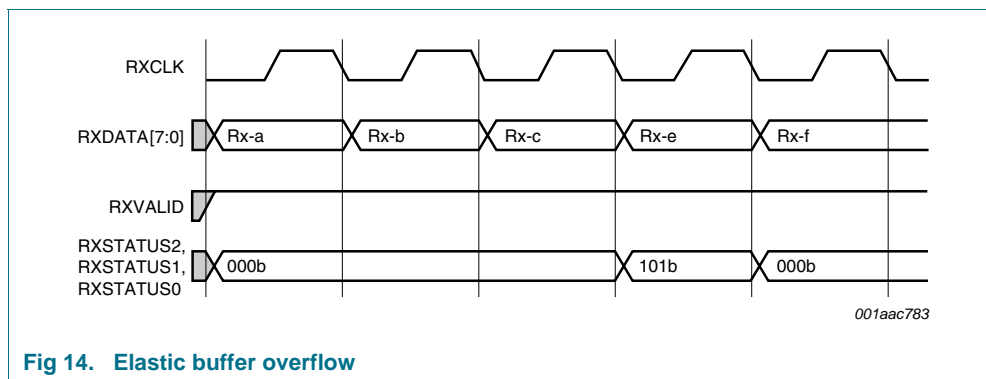 RXCLK
RXDATA[7:0] Rx-a Rx-b Rx-c Rx-e Rx-f
RXVALID
RXSTATUS2,
RXSTATUS1, 000b 101b 000b
RXSTATUS0
001aac783
Fig 14. Elastic buffer overflow